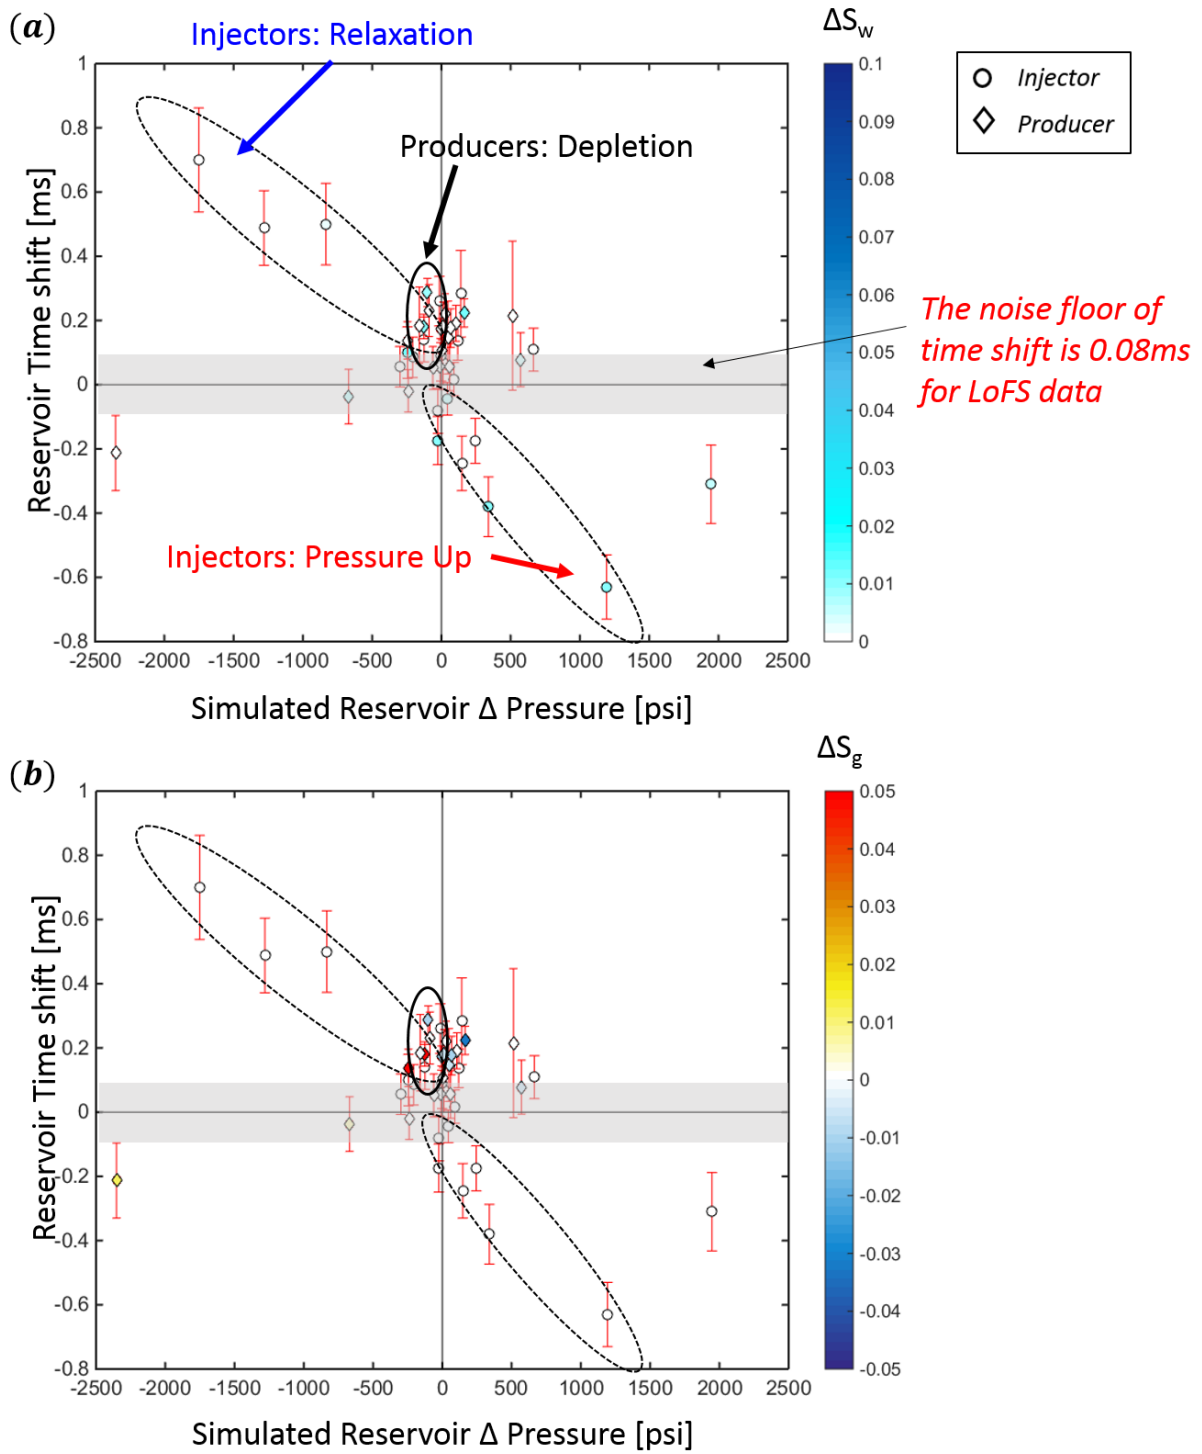 (a)
Injectors: Relaxation
Producers: Depletion
Injectors: Pressure Up
Reservoir Time shift [ms]
1
0.8
0.6
0.4
0.2
0
-0.2
-0.4
-0.6
-0.8
-2500 -2000 -1500 -1000 -500 0 500 1000 1500 2000 2500
Simulated Reservoir Δ Pressure [psi]
ΔSw
0.1
0.09
0.08
0.07
0.06
0.05
0.04
0.03
0.02
0.01
0
Injector
Producer
The noise floor of
time shift is 0.08ms
for LoFS data
(b)
Reservoir Time shift [ms]
1
0.8
0.6
0.4
0.2
0
-0.2
-0.4
-0.6
-0.8
-2500 -2000 -1500 -1000 -500 0 500 1000 1500 2000 2500
Simulated Reservoir Δ Pressure [psi]
ΔSg
0.05
0.04
0.03
0.02
0.01
0
-0.01
-0.02
-0.03
-0.04
-0.05